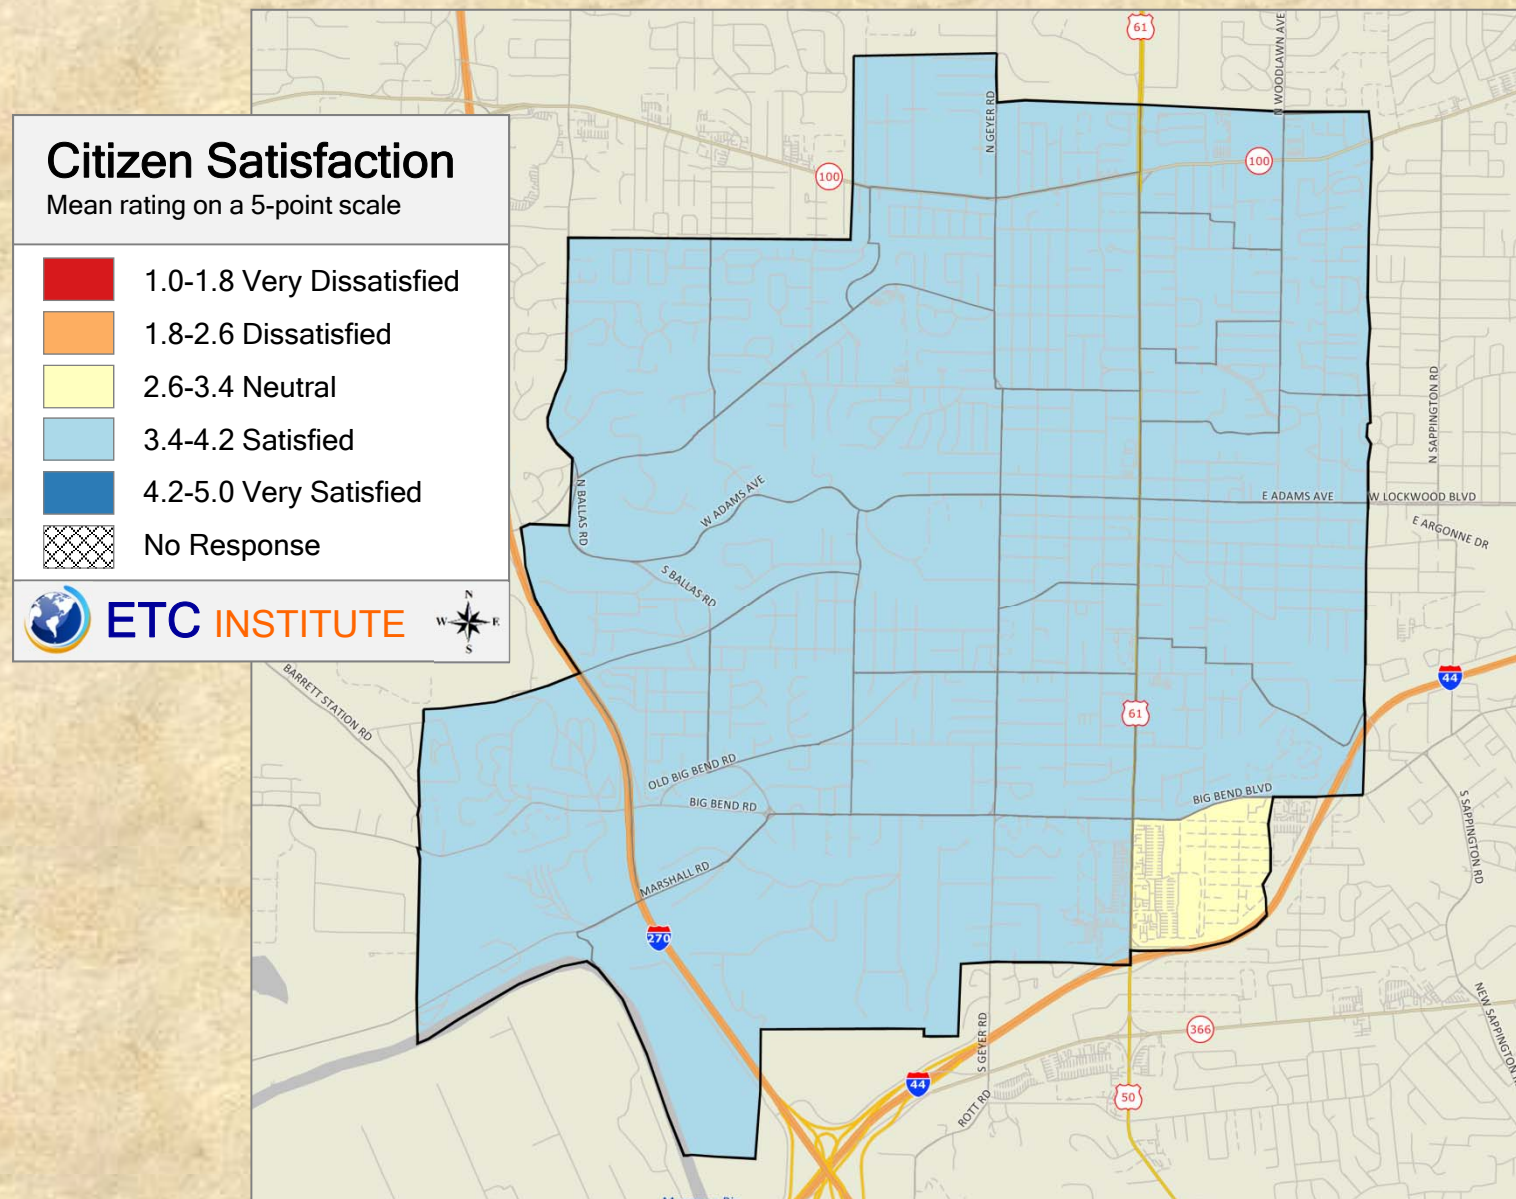 Citizen Satisfaction
Mean rating on a 5-point scale
1.0-1.8 Very Dissatisfied
1.8-2.6 Dissatisfied
2.6-3.4 Neutral
3.4-4.2 Satisfied
4.2-5.0 Very Satisfied
No Response
ETC INSTITUTE
N
W E
S
61
N WOODLAWN AVE
N GEYER RD
100
100
N SAPPINGTON RD
N BALLAS RD
W ADAMS AVE
E ADAMS AVE
W LOCKWOOD BLVD
E ARGONNE DR
S BALLAS RD
BARRETT STATION RD
44
61
OLD BIG BEND RD
BIG BEND RD
BIG BEND BLVD
S SAPPINGTON RD
MARSHALL RD
270
NEW SAPPINGTON
S GEYER RD
366
44
50
ROTT RD